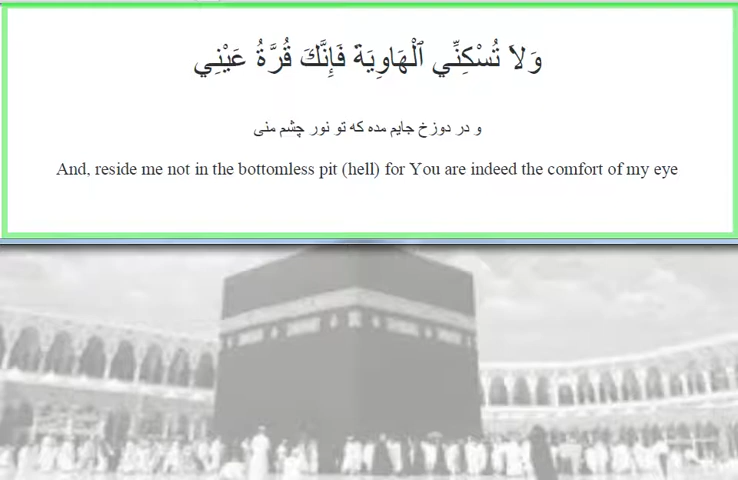 وَلاَ تُسْكِنِّي ٱلْهَاوِيَة فَإِنَّكَ قُرَّةُ عَيْنِي
و در دوزخ جایم مده که تو نور چشم منی
And, reside me not in the bottomless pit (hell) for You are indeed the comfort of my eye